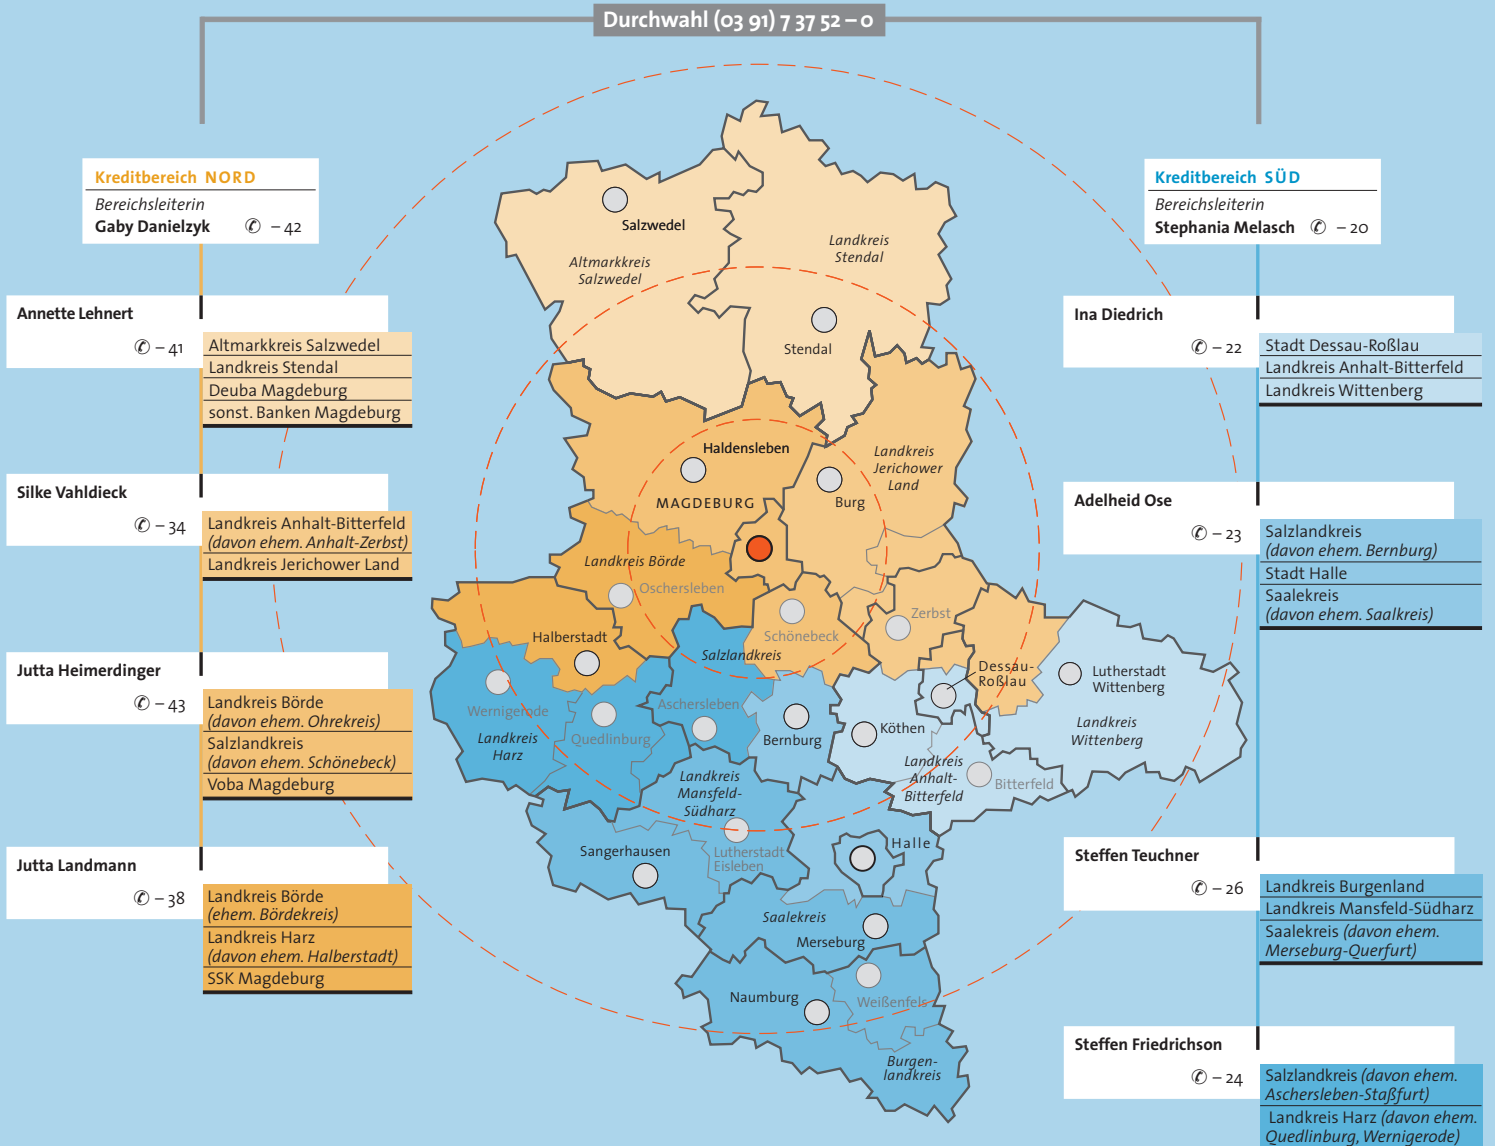 Durchwahl (03 91) 7 37 52 – 0
Kreditbereich NORD
Bereichsleiterin
Gaby Danielzyk ✆ – 42
Annette Lehnert
✆ – 41
Altmarkkreis Salzwedel
Landkreis Stendal
Deuba Magdeburg
sonst. Banken Magdeburg
Silke Vahldieck
✆ – 34
Landkreis Anhalt-Bitterfeld
(davon ehem. Anhalt-Zerbst)
Landkreis Jerichower Land
Jutta Heimerdinger
✆ – 43
Landkreis Börde
(davon ehem. Ohrekreis)
Salzlandkreis
(davon ehem. Schönebeck)
Voba Magdeburg
Jutta Landmann
✆ – 38
Landkreis Börde
(ehem. Bördekreis)
Landkreis Harz
(davon ehem. Halberstadt)
SSK Magdeburg
Salzwedel
Altmarkkreis
Salzwedel
Landkreis
Stendal
Stendal
Haldensleben
MAGDEBURG
Landkreis
Jerichower
Land
Burg
Landkreis Börde
Oschersleben
Schönebeck
Zerbst
Halberstadt
Salzlandkreis
Dessau-
Roßlau
Lutherstadt
Wittenberg
Landkreis
Wittenberg
Wernigerode
Landkreis
Harz
Quedlinburg
Aschersleben
Bernburg
Köthen
Landkreis
Anhalt-
Bitterfeld
Bitterfeld
Landkreis
Mansfeld-
Südharz
Sangerhausen
Lutherstadt
Eisleben
Halle
Saalekreis
Merseburg
Naumburg
Weißenfels
Burgen-
landkreis
Kreditbereich SÜD
Bereichsleiterin
Stephania Melasch ✆ – 20
Ina Diedrich
✆ – 22
Stadt Dessau-Roßlau
Landkreis Anhalt-Bitterfeld
Landkreis Wittenberg
Adelheid Ose
✆ – 23
Salzlandkreis
(davon ehem. Bernburg)
Stadt Halle
Saalekreis
(davon ehem. Saalkreis)
Steffen Teuchner
✆ – 26
Landkreis Burgenland
Landkreis Mansfeld-Südharz
Saalekreis (davon ehem.
Merseburg-Querfurt)
Steffen Friedrichson
✆ – 24
Salzlandkreis (davon ehem.
Aschersleben-Staßfurt)
Landkreis Harz (davon ehem.
Quedlinburg, Wernigerode)